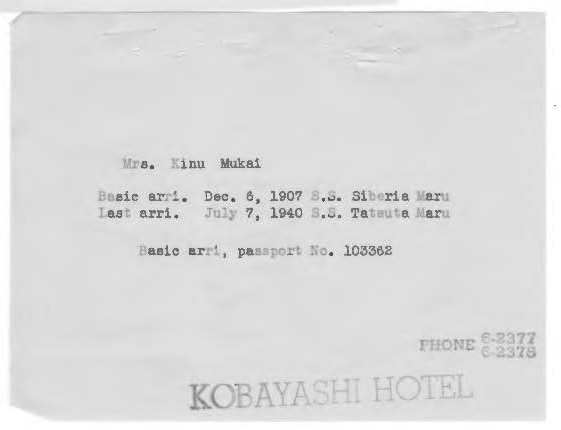 Mrs. Kinu Mukai
Basic arri. Dec. 6, 1907 S.S. Siberia Maru
Last arri. July 7, 1940 S.S. Tatsuta Maru
Basic arri, passport No. 103362
PHONE 6-2377
6-2378
KOBAYASHI HOTEL